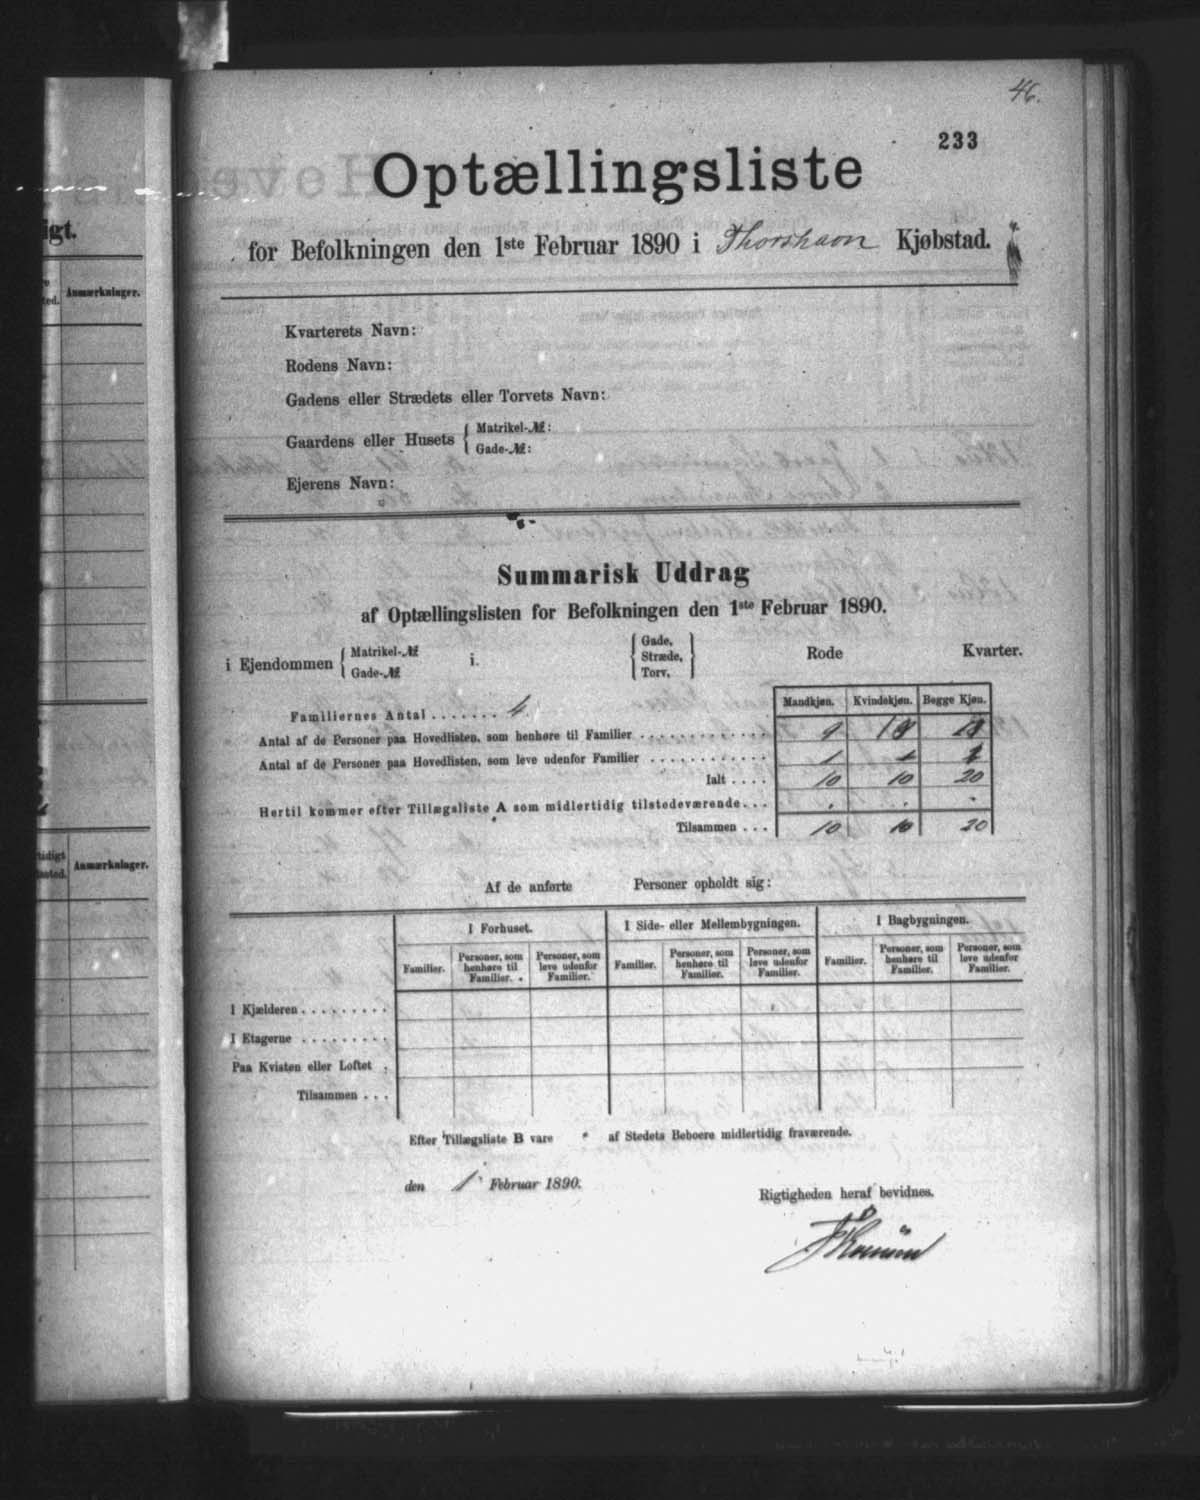 46.
233
Optællingsliste
for Befolkningen den 1ste Februar 1890 i Thorshavn Kjøbstad.
Kvarterets Navn:
Rodens Navn:
Gadens eller Strædets eller Torvets Navn:
Gaardens eller Husets { Matrikel-№:
Gade-№:
Ejerens Navn:
Summarisk Uddrag
af Optællingslisten for Befolkningen den 1ste Februar 1890.
i Ejendommen { Matrikel-№ Gade-№ i. { Gade, Stræde, Torv, } Rode Kvarter.
Mandkjøn. Kvindekjøn. Begge Kjøn.
Familiernes Antal ....... 4
Antal af de Personer paa Hovedlisten, som henhøre til Familier ............. 9
Antal af de Personer paa Hovedlisten, som leve udenfor Familier ............ 1
Ialt .... 10 10 20
Hertil kommer efter Tillægsliste A som midlertidig tilstedeværende...
Tilsammen ... 10 10 20
Af de anførte Personer opholdt sig:
I Forhuset. I Side- eller Mellembygningen. I Bagbygningen.
Familier. Personer, som henhøre til Familier. Personer, som leve udenfor Familier. Familier. Personer, som henhøre til Familier. Personer, som leve udenfor Familier. Familier. Personer, som henhøre til Familier. Personer, som leve udenfor Familier.
I Kjælderen .........
I Etagerne .........
Paa Kvisten eller Loftet .
Tilsammen ...
Efter Tillægsliste B vare " af Stedets Beboere midlertidig fraværende.
den 1. Februar 1890.
Rigtigheden heraf bevidnes.
igt.
Anmærkninger.
Anmærkninger.